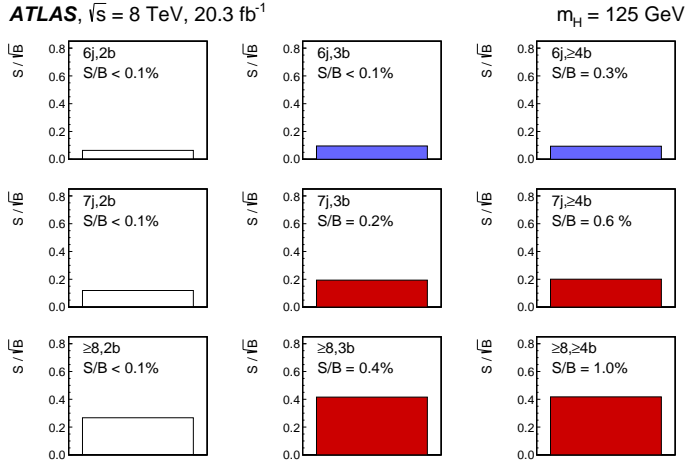 ATLAS, √s = 8 TeV, 20.3 fb⁻¹ m_H = 125 GeV
S / √B
0.8
0.6
0.4
0.2
0.0
6j,2b
S/B < 0.1%
S / √B
0.8
0.6
0.4
0.2
0.0
6j,3b
S/B < 0.1%
S / √B
0.8
0.6
0.4
0.2
0.0
6j,≥4b
S/B = 0.3%
S / √B
0.8
0.6
0.4
0.2
0.0
7j,2b
S/B < 0.1%
S / √B
0.8
0.6
0.4
0.2
0.0
7j,3b
S/B = 0.2%
S / √B
0.8
0.6
0.4
0.2
0.0
7j,≥4b
S/B = 0.6 %
S / √B
0.8
0.6
0.4
0.2
0.0
≥8,2b
S/B < 0.1%
S / √B
0.8
0.6
0.4
0.2
0.0
≥8,3b
S/B = 0.4%
S / √B
0.8
0.6
0.4
0.2
0.0
≥8,≥4b
S/B = 1.0%